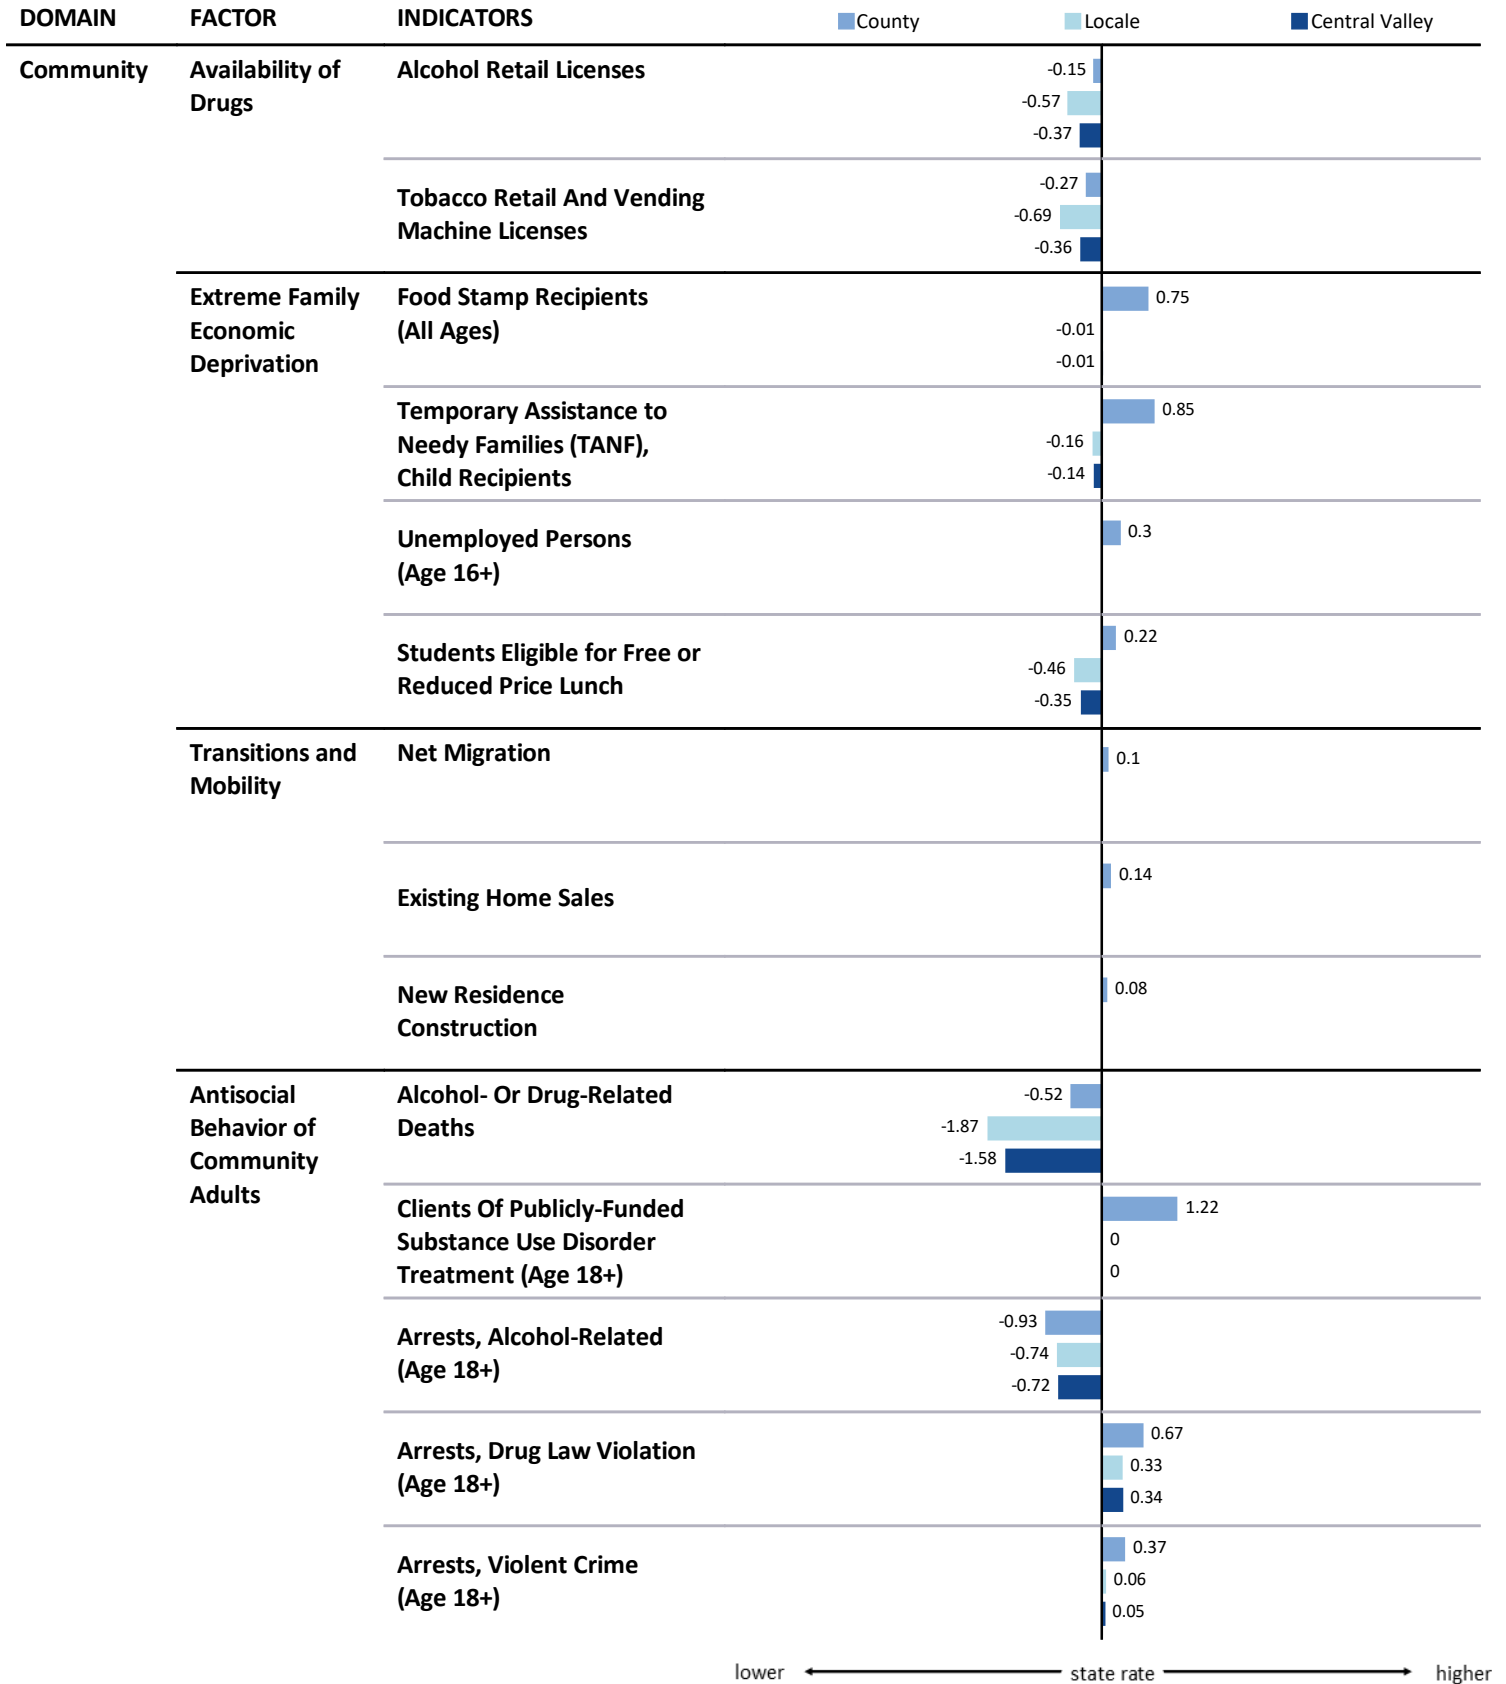 DOMAIN FACTOR INDICATORS County Locale Central Valley
Community Availability of Drugs Alcohol Retail Licenses
-0.15
-0.57
-0.37
Tobacco Retail And Vending
Machine Licenses
-0.27
-0.69
-0.36
Extreme Family
Economic
Deprivation
Food Stamp Recipients
(All Ages)
0.75
-0.01
-0.01
Temporary Assistance to
Needy Families (TANF),
Child Recipients
0.85
-0.16
-0.14
Unemployed Persons
(Age 16+)
0.3
Students Eligible for Free or
Reduced Price Lunch
0.22
-0.46
-0.35
Transitions and
Mobility
Net Migration
0.1
Existing Home Sales
0.14
New Residence
Construction
0.08
Antisocial
Behavior of
Community
Adults
Alcohol- Or Drug-Related
Deaths
-0.52
-1.87
-1.58
Clients Of Publicly-Funded
Substance Use Disorder
Treatment (Age 18+)
1.22
0
0
Arrests, Alcohol-Related
(Age 18+)
-0.93
-0.74
-0.72
Arrests, Drug Law Violation
(Age 18+)
0.67
0.33
0.34
Arrests, Violent Crime
(Age 18+)
0.37
0.06
0.05
lower state rate higher